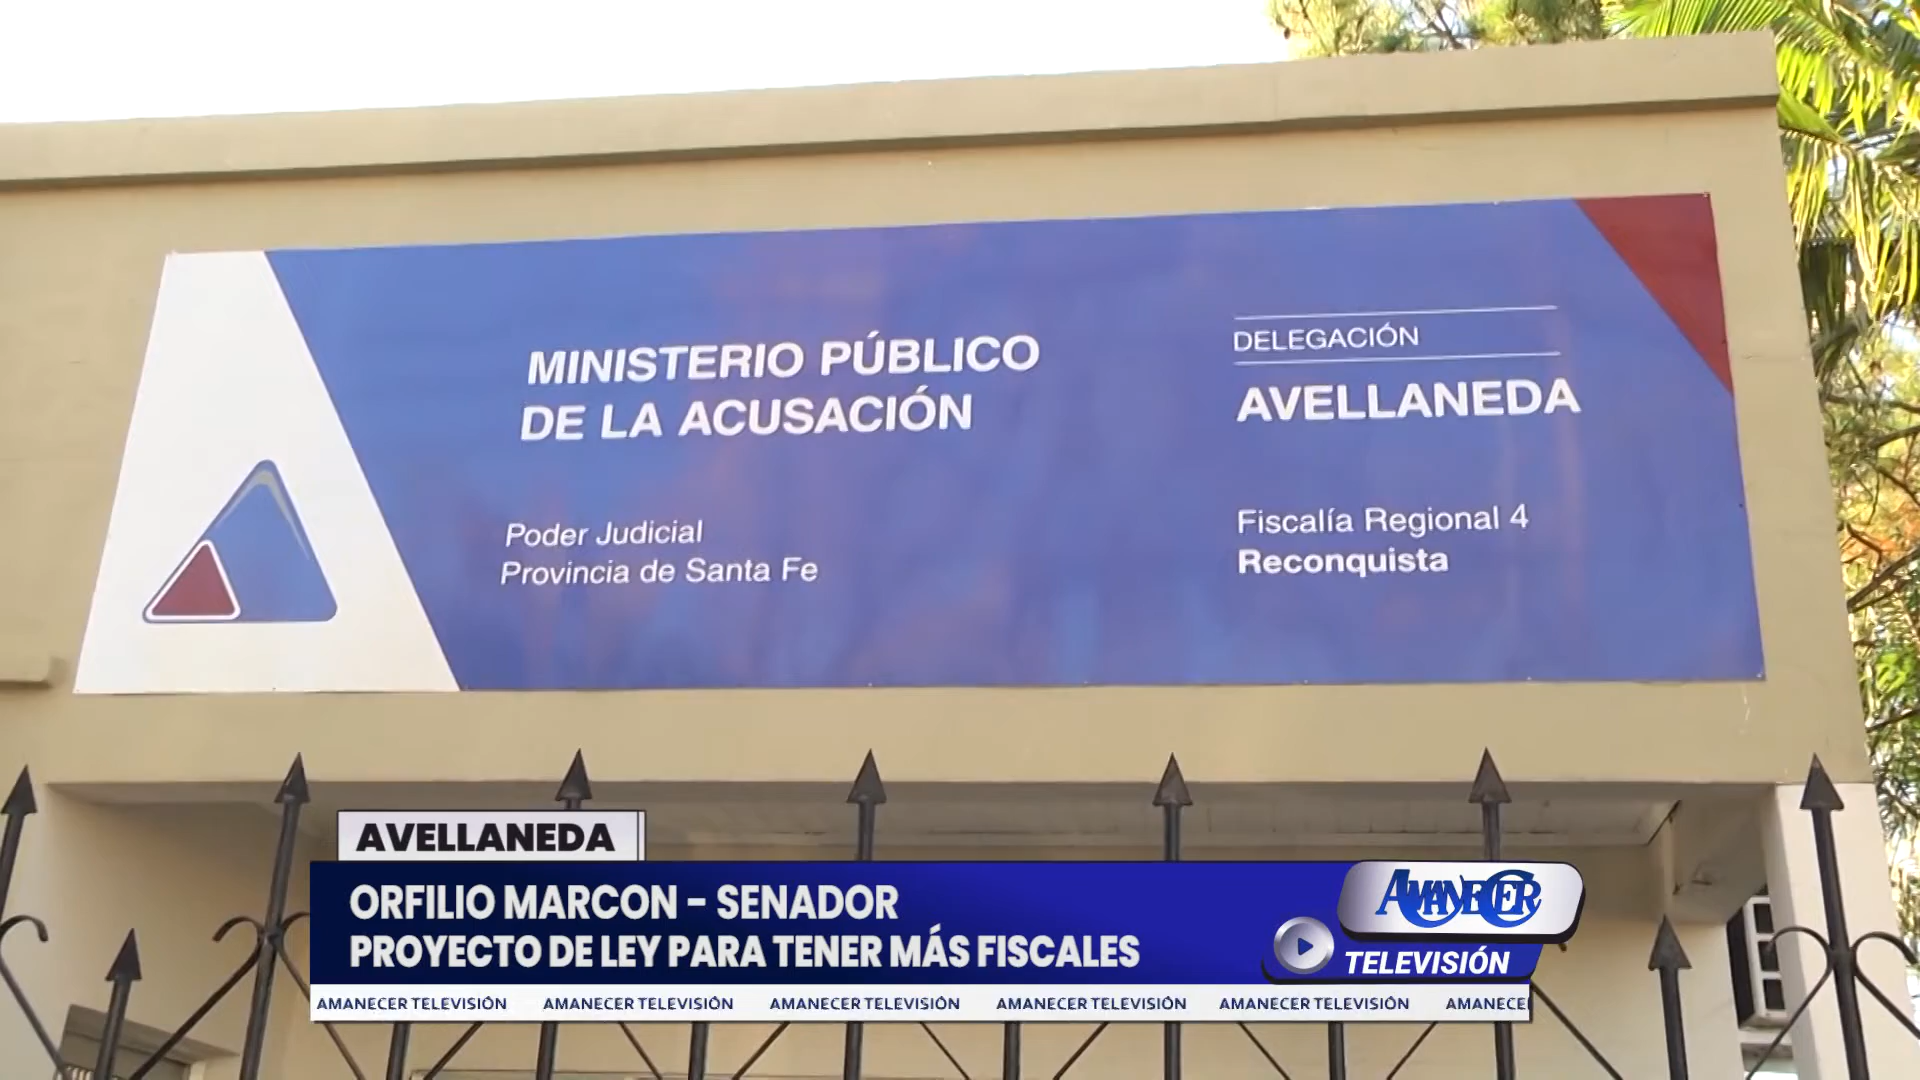 MINISTERIO PÚBLICO
DE LA ACUSACIÓN
Poder Judicial
Provincia de Santa Fe
DELEGACIÓN
AVELLANEDA
Fiscalía Regional 4
Reconquista
AVELLANEDA
ORFILIO MARCON - SENADOR
PROYECTO DE LEY PARA TENER MÁS FISCALES
AMANECER
TELEVISIÓN
AMANECER TELEVISIÓN AMANECER TELEVISIÓN AMANECER TELEVISIÓN AMANECER TELEVISIÓN AMANECER TELEVISIÓN AMANECE